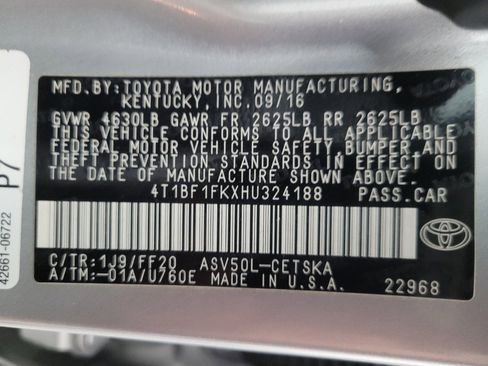 MFD. BY: TOYOTA MOTOR MANUFACTURING,
KENTUCKY, INC. 09/16
GVWR 4630LB GAWR FR 2625LB RR 2625LB
THIS VEHICLE CONFORMS TO ALL APPLICABLE
FEDERAL MOTOR VEHICLE SAFETY, BUMPER, AND
THEFT PREVENTION STANDARDS IN EFFECT ON
THE DATE OF MANUFACTURE SHOWN ABOVE.
4T1BF1FKXHU324188 PASS.CAR
C/TR:1J9/FF20 ASV50L-CETSKA
A/TM:-01A/U760E MADE IN U.S.A. 22968
42661-06722 P7